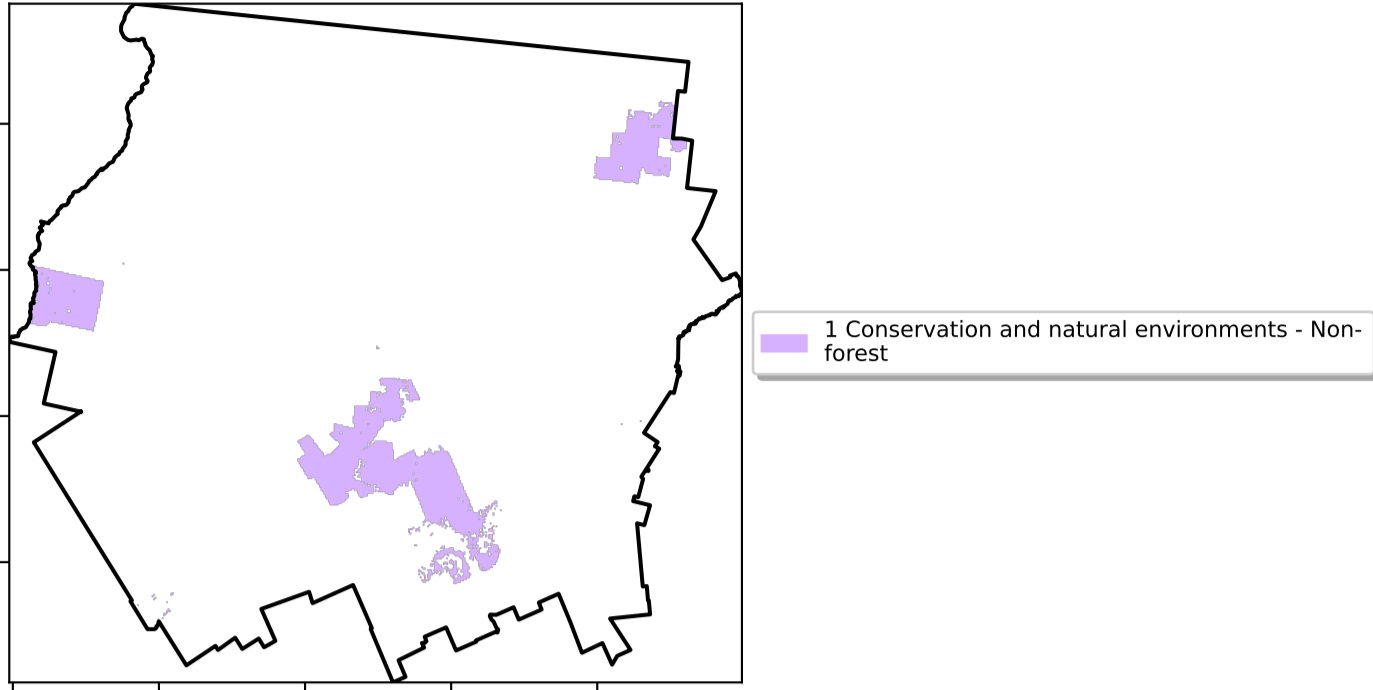 1 Conservation and natural environments - Non-
forest